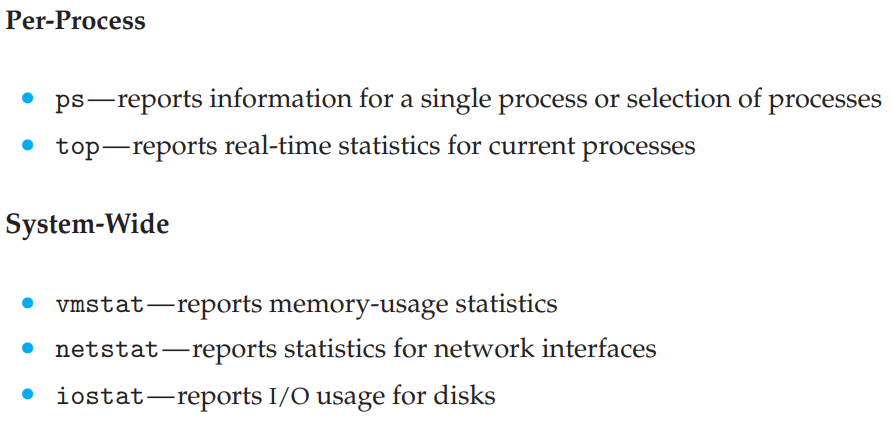 Per-Process
• ps—reports information for a single process or selection of processes
• top—reports real-time statistics for current processes
System-Wide
• vmstat—reports memory-usage statistics
• netstat—reports statistics for network interfaces
• iostat—reports I/O usage for disks